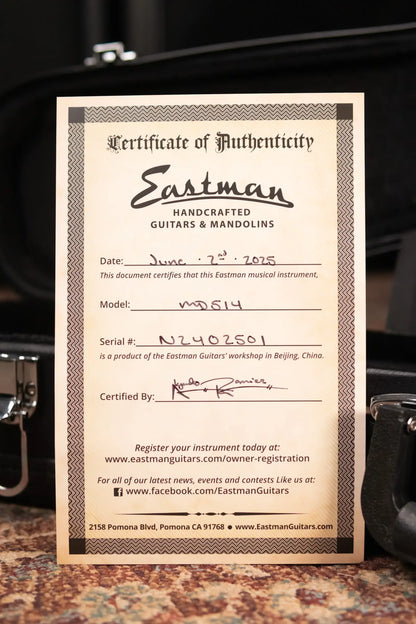 Certificate of Authenticity
Eastman
HANDCRAFTED
GUITARS & MANDOLINS
Date: June · 2nd · 2025
This document certifies that this Eastman musical instrument,
Model: MD514
Serial #: N2402501
is a product of the Eastman Guitars' workshop in Beijing, China.
Certified By: Ramirez
Register your instrument today at:
www.eastmanguitars.com/owner-registration
For all of our latest news, events and contests Like us at:
www.facebook.com/EastmanGuitars
2158 Pomona Blvd, Pomona CA 91768 ● www.EastmanGuitars.com